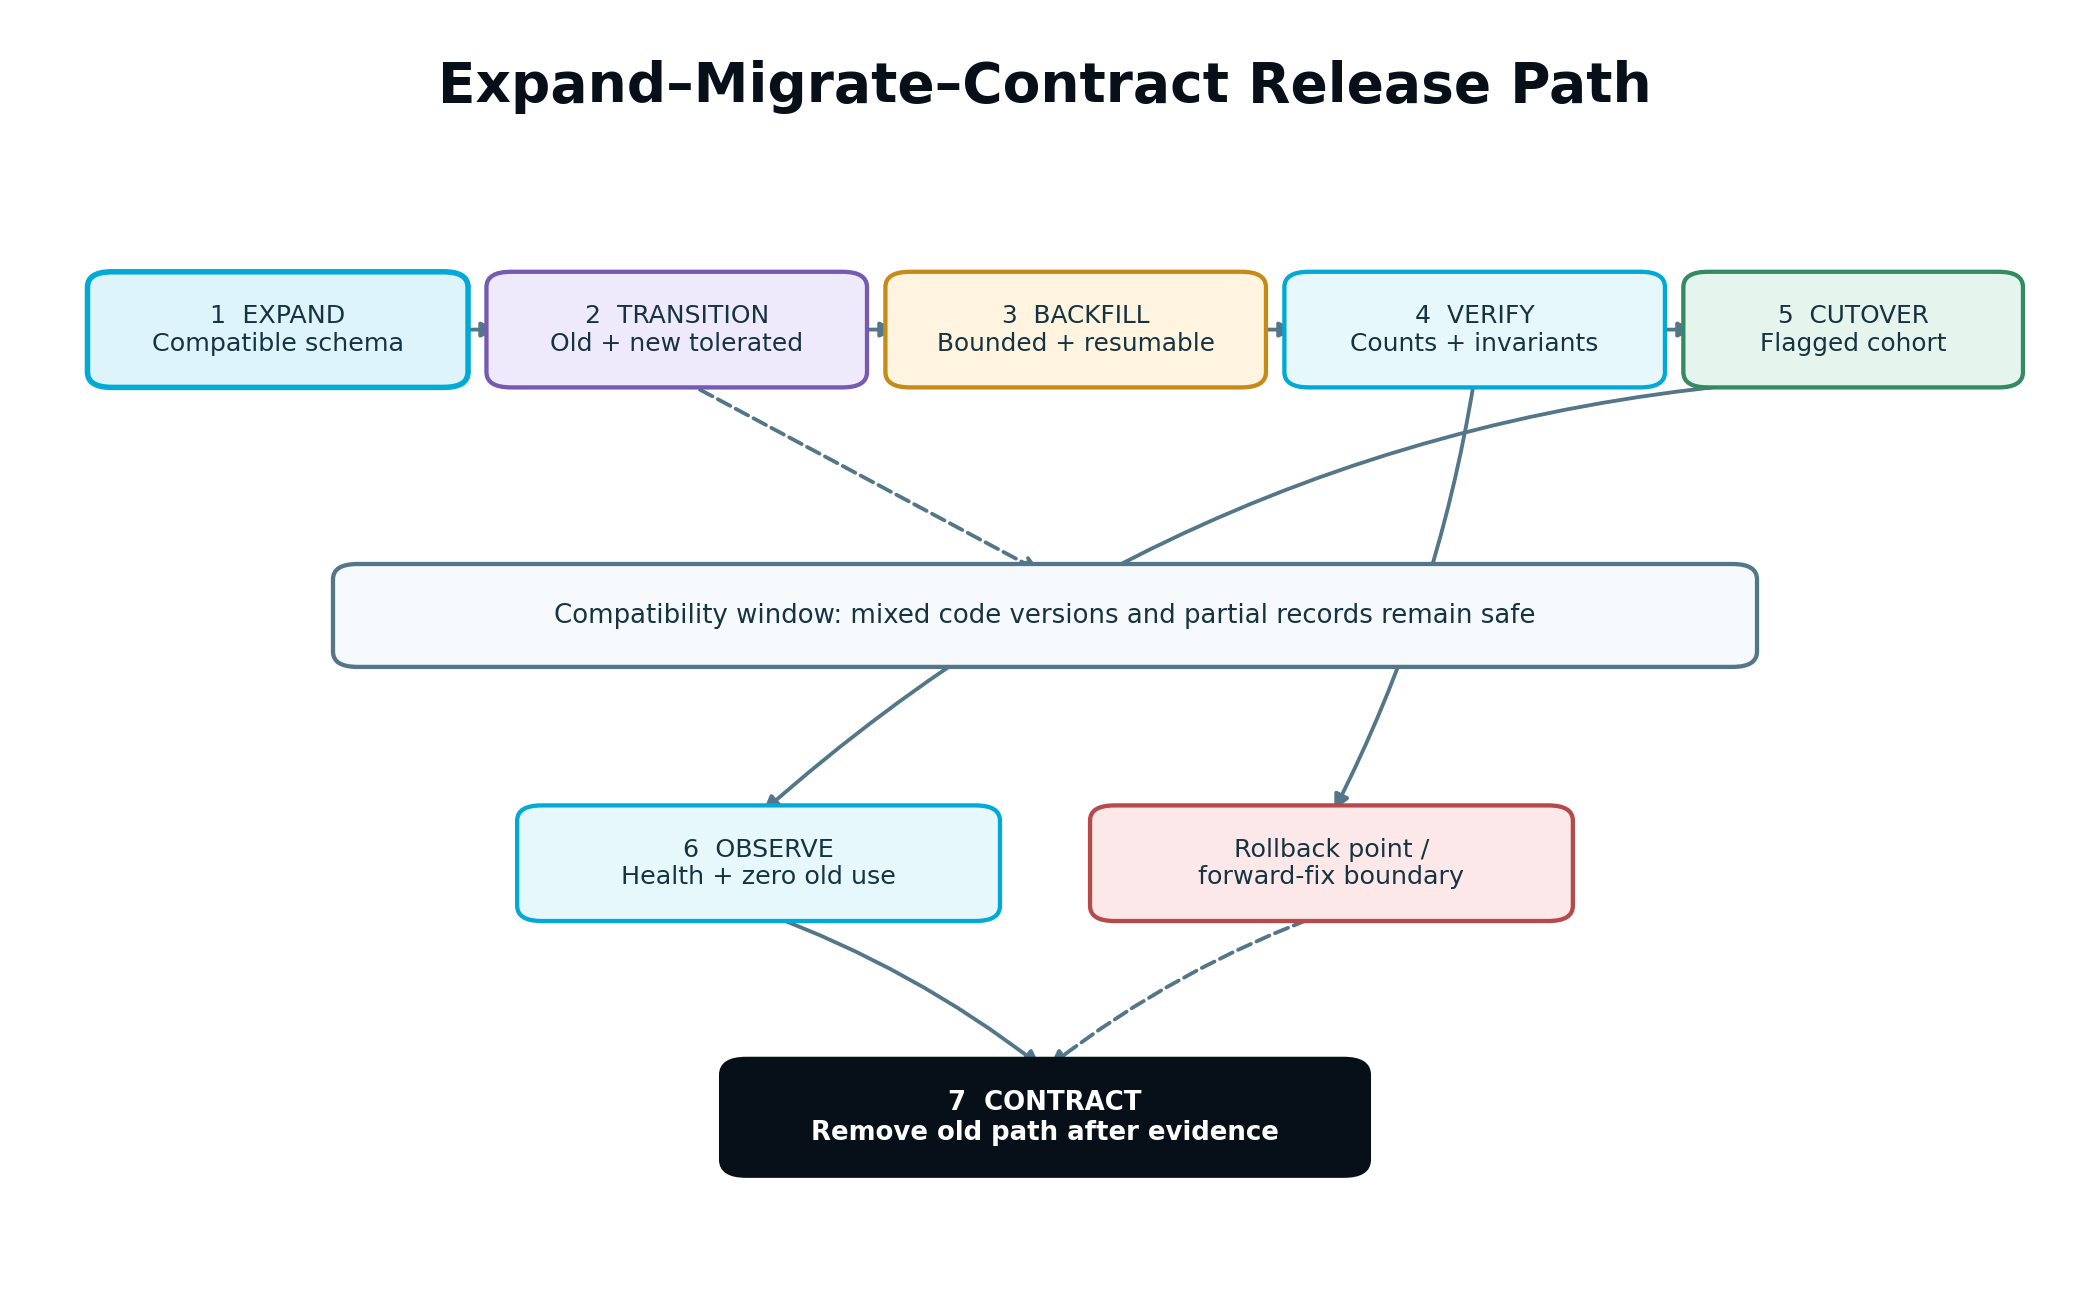 Expand–Migrate–Contract Release Path
1  EXPAND
Compatible schema
2  TRANSITION
Old + new tolerated
3  BACKFILL
Bounded + resumable
4  VERIFY
Counts + invariants
5  CUTOVER
Flagged cohort
Compatibility window: mixed code versions and partial records remain safe
6  OBSERVE
Health + zero old use
Rollback point /
forward-fix boundary
7  CONTRACT
Remove old path after evidence